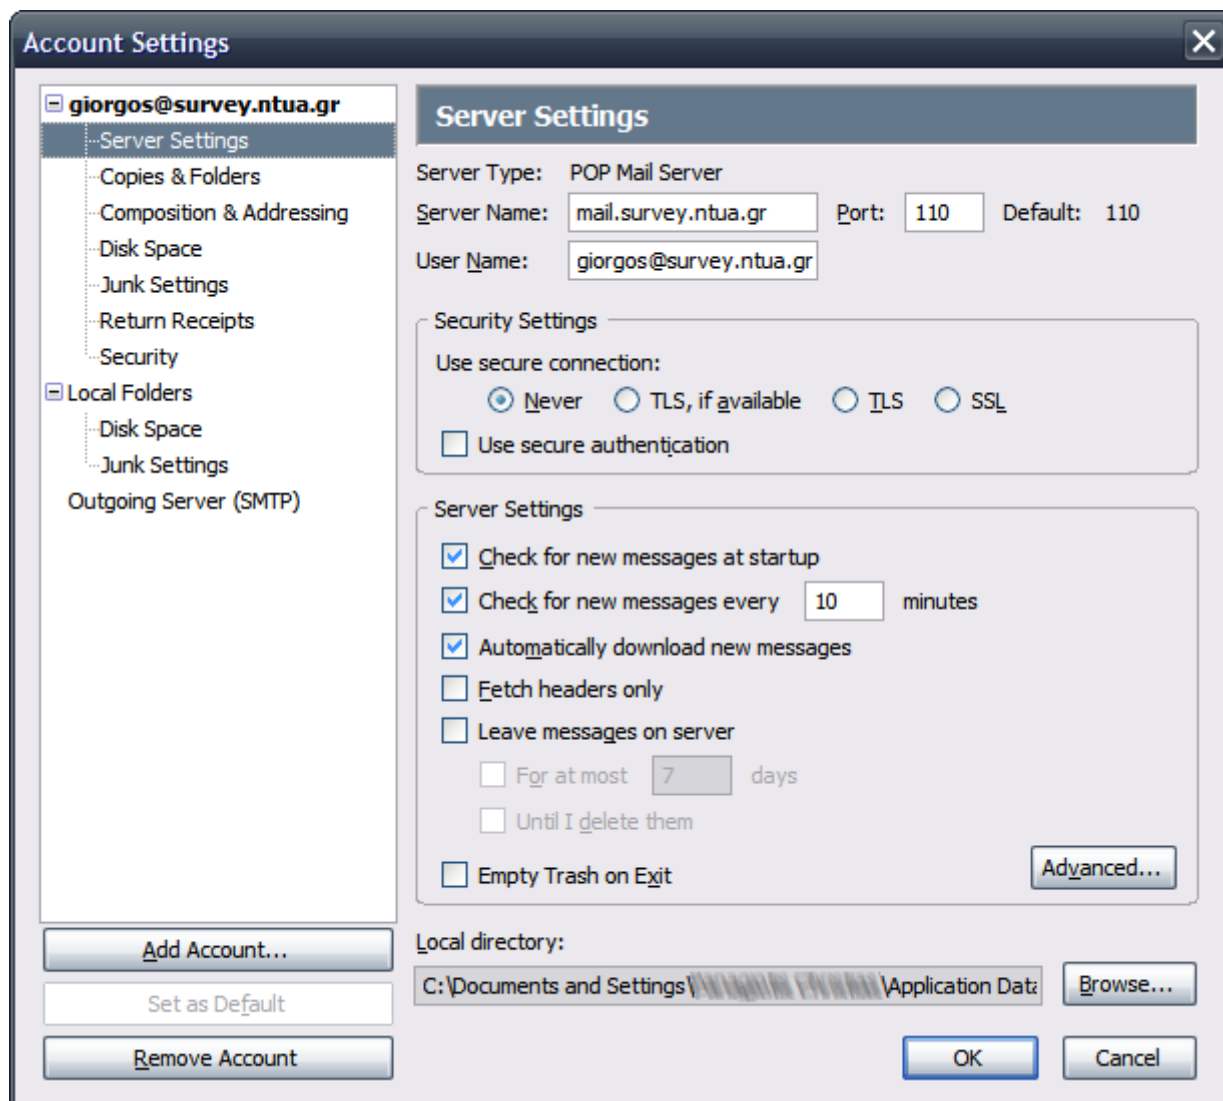 Account Settings
giorgos@survey.ntua.gr
Server Settings
Copies & Folders
Composition & Addressing
Disk Space
Junk Settings
Return Receipts
Security
Local Folders
Disk Space
Junk Settings
Outgoing Server (SMTP)
Add Account...
Set as Default
Remove Account
Server Settings
Server Type: POP Mail Server
Server Name: mail.survey.ntua.gr Port: 110 Default: 110
User Name: giorgos@survey.ntua.gr
Security Settings
Use secure connection:
Never TLS, if available TLS SSL
Use secure authentication
Server Settings
Check for new messages at startup
Check for new messages every 10 minutes
Automatically download new messages
Fetch headers only
Leave messages on server
For at most 7 days
Until I delete them
Empty Trash on Exit Advanced...
Local directory:
C:\Documents and Settings\ \Application Data Browse...
OK Cancel